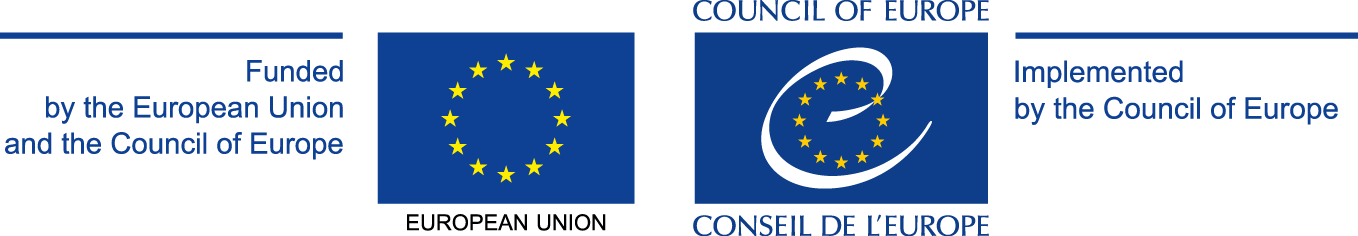 Funded
by the European Union
and the Council of Europe
EUROPEAN UNION
COUNCIL OF EUROPE
CONSEIL DE L'EUROPE
Implemented
by the Council of Europe